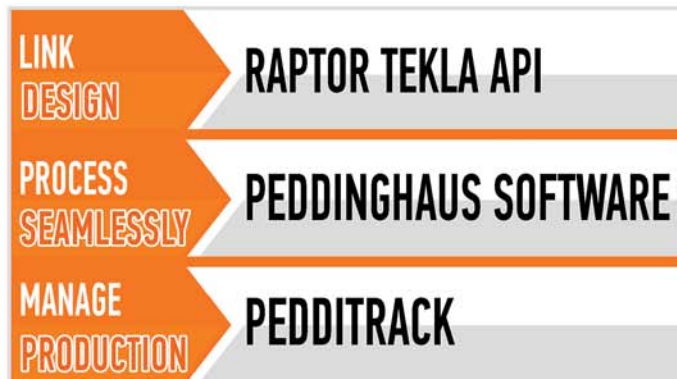 LINK
DESIGN
RAPTOR TEKLA API
PROCESS
SEAMLESSLY
PEDDINGHAUS SOFTWARE
MANAGE
PRODUCTION
PEDDITRACK